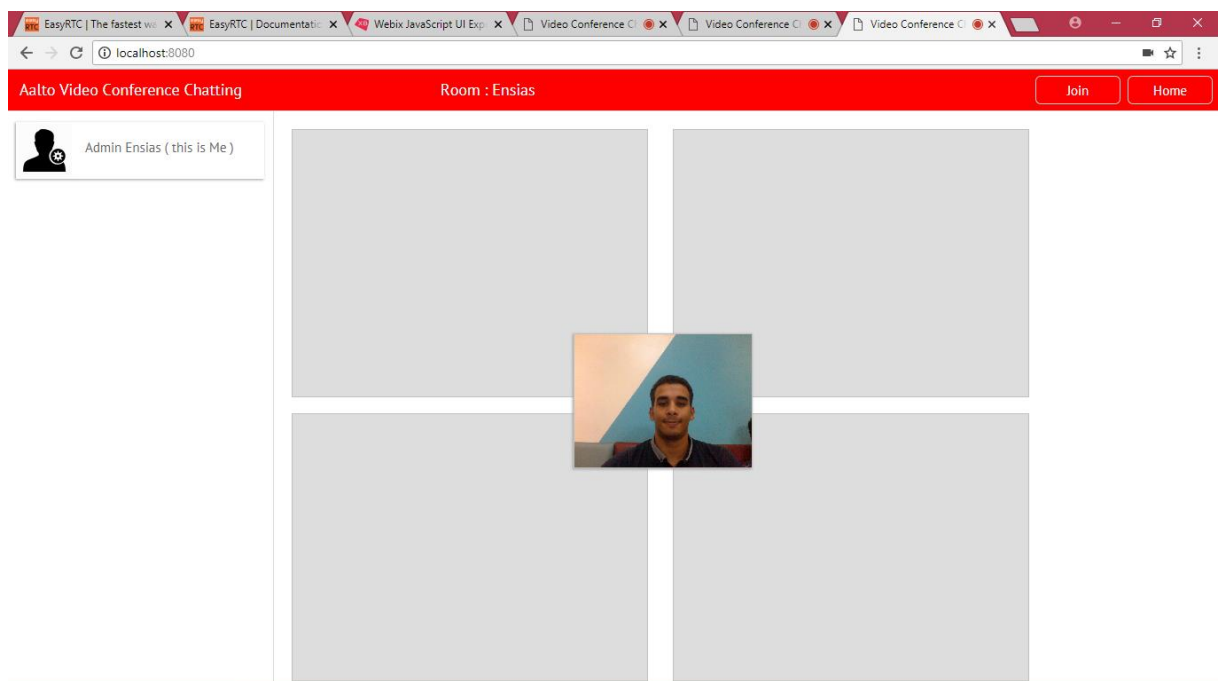 EasyRTC | The fastest wa
EasyRTC | Documentatic
Webix JavaScript UI Exp
Video Conference C
Video Conference C
Video Conference C
localhost:8080
Aalto Video Conference Chatting
Room : Ensias
Join
Home
Admin Ensias ( this is Me )